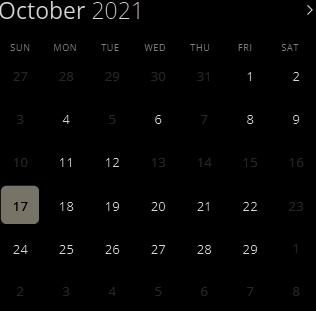 October 2021
SUN MON TUE WED THU FRI SAT
27 28 29 30 31 1 2
3 4 5 6 7 8 9
10 11 12 13 14 15 16
17 18 19 20 21 22 23
24 25 26 27 28 29 1
2 3 4 5 6 7 8